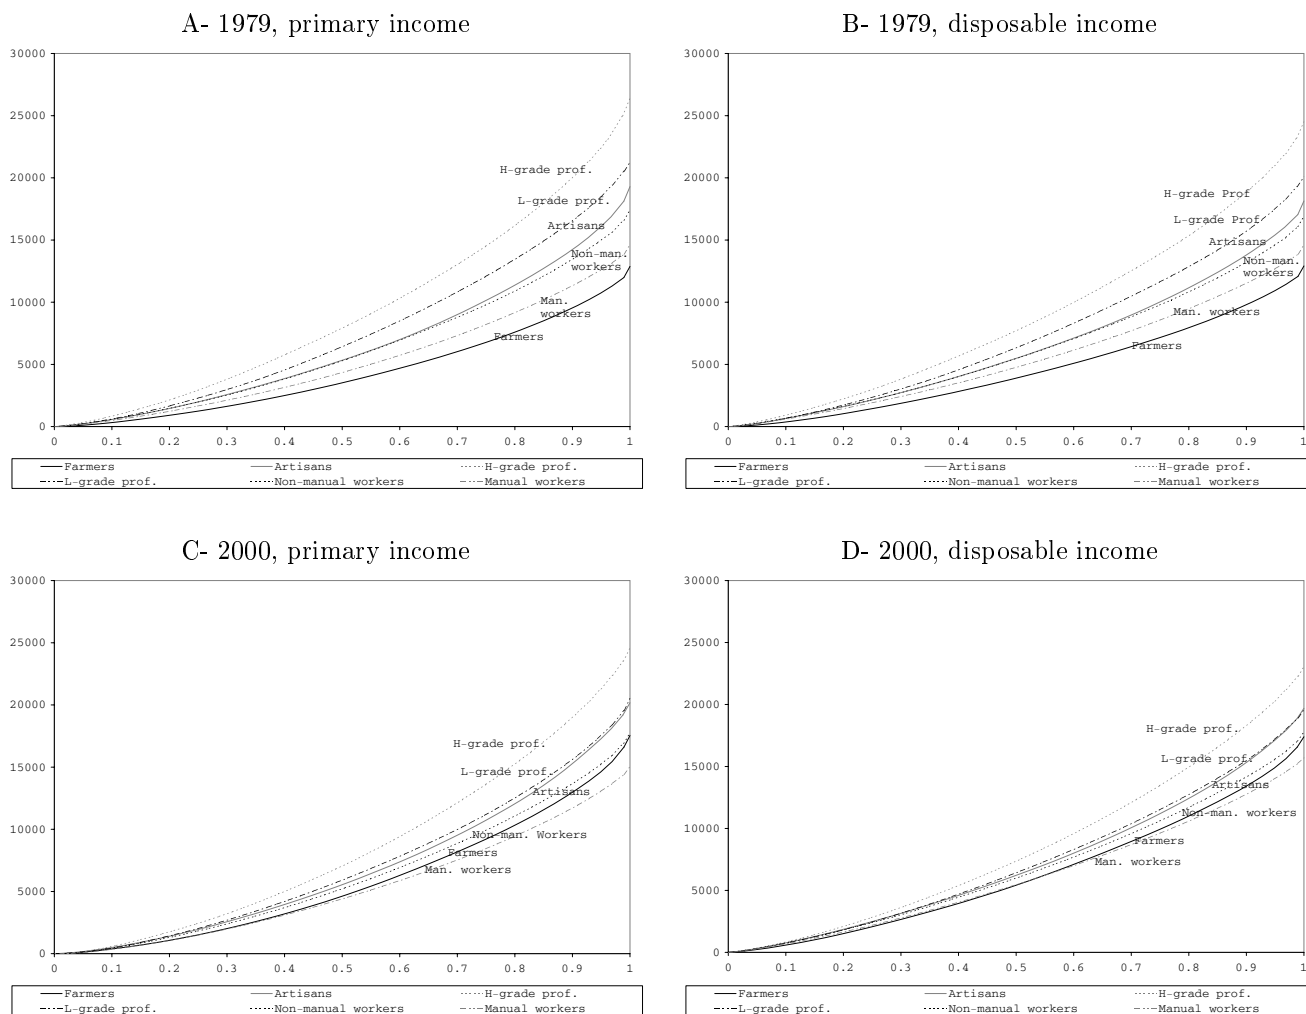 A- 1979, primary income
30000
25000
20000
15000
10000
5000
0
H-grade prof.
L-grade prof.
Artisans
Non-man.
workers
Man.
workers
Farmers
0 0.1 0.2 0.3 0.4 0.5 0.6 0.7 0.8 0.9 1
Farmers Artisans H-grade prof.
L-grade prof. Non-manual workers Manual workers
B- 1979, disposable income
30000
25000
20000
15000
10000
5000
0
H-grade Prof
L-grade Prof
Artisans
Non-man.
workers
Man. workers
Farmers
0 0.1 0.2 0.3 0.4 0.5 0.6 0.7 0.8 0.9 1
Farmers Artisans H-grade prof.
L-grade prof. Non-manual workers Manual workers
C- 2000, primary income
30000
25000
20000
15000
10000
5000
0
H-grade prof.
L-grade prof.
Artisans
Non-man. Workers
Farmers
Man. workers
0 0.1 0.2 0.3 0.4 0.5 0.6 0.7 0.8 0.9 1
Farmers Artisans H-grade prof.
L-grade prof. Non-manual workers Manual workers
D- 2000, disposable income
30000
25000
20000
15000
10000
5000
0
H-grade prof.
L-grade prof.
Artisans
Non-man. workers
Farmers
Man. workers
0 0.1 0.2 0.3 0.4 0.5 0.6 0.7 0.8 0.9 1
Farmers Artisans H-grade prof.
L-grade prof. Non-manual workers Manual workers